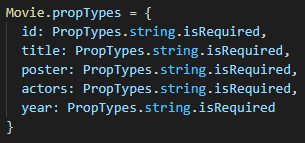 Movie.propTypes = {
  id: PropTypes.string.isRequired,
  title: PropTypes.string.isRequired,
  poster: PropTypes.string.isRequired,
  actors: PropTypes.string.isRequired,
  year: PropTypes.string.isRequired
}